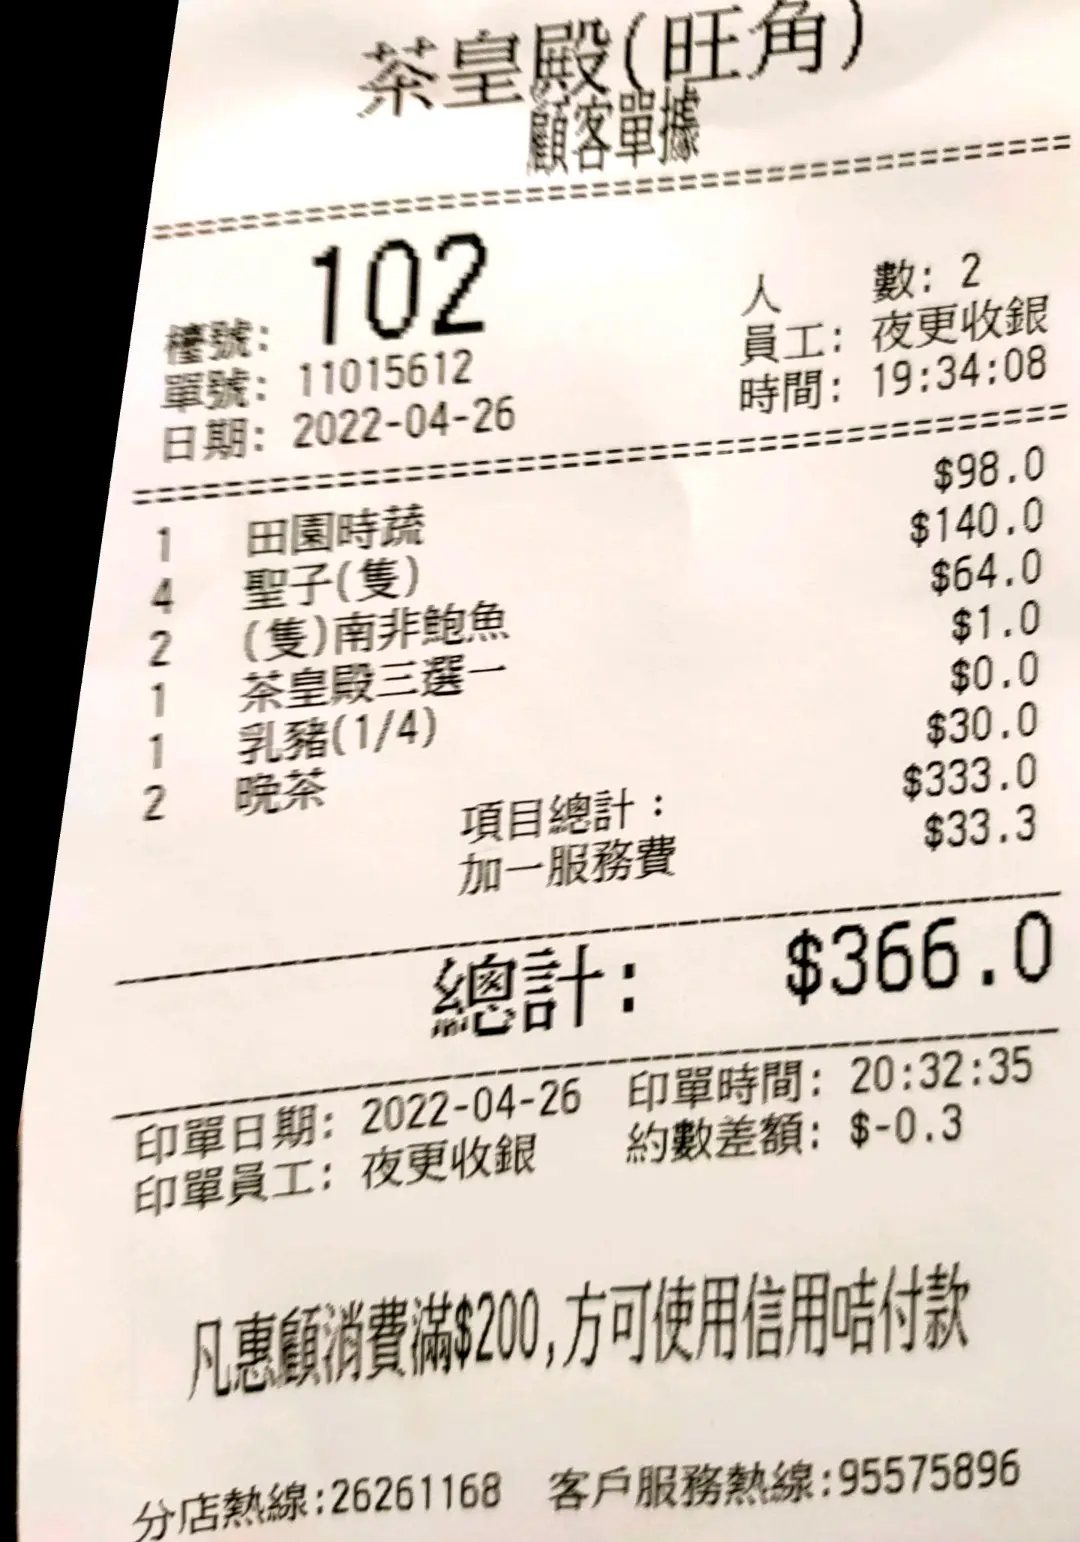 茶皇殿(旺角)
顧客單據
檯號: 102 人數: 2
單號: 11015612 員工: 夜更收銀
日期: 2022-04-26 時間: 19:34:08
1 田園時蔬 $98.0
4 聖子(隻) $140.0
2 (隻)南非鮑魚 $64.0
1 茶皇殿三選一 $1.0
1 乳豬(1/4) $0.0
2 晚茶 $30.0
項目總計: $333.0
加一服務費 $33.3
總計: $366.0
印單日期: 2022-04-26 印單時間: 20:32:35
印單員工: 夜更收銀 約數差額: $-0.3
凡惠顧消費滿$200,方可使用信用咭付款
分店熱線:26261168 客戶服務熱線:95575896